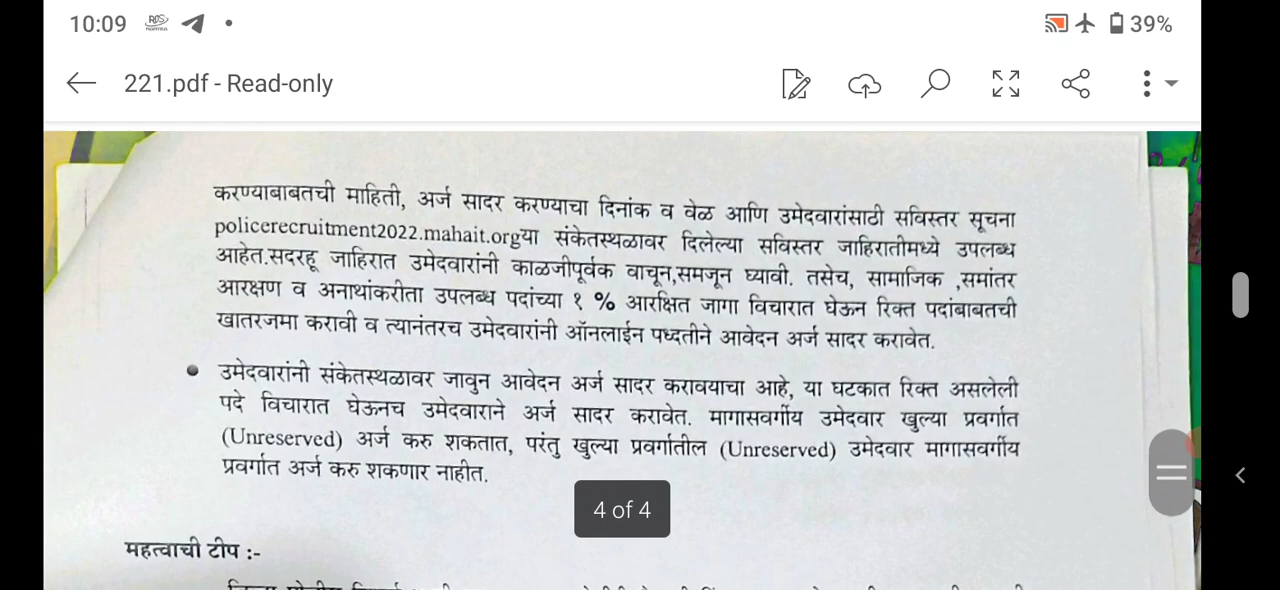 10:09
39%
221.pdf - Read-only
करण्याबाबतची माहिती, अर्ज सादर करण्याचा दिनांक व वेळ आणि उमेदवारांसाठी सविस्तर सूचना
policerecruitment2022.mahait.orgया संकेतस्थळावर दिलेल्या सविस्तर जाहिरातीमध्ये उपलब्ध
आहेत.सदरहू जाहिरात उमेदवारांनी काळजीपूर्वक वाचून,समजून घ्यावी. तसेच, सामाजिक ,समांतर
आरक्षण व अनाथांकरीता उपलब्ध पदांच्या १ % आरक्षित जागा विचारात घेऊन रिक्त पदांबाबतची
खातरजमा करावी व त्यानंतरच उमेदवारांनी ऑनलाईन पध्दतीने आवेदन अर्ज सादर करावेत.
● उमेदवारांनी संकेतस्थळावर जावुन आवेदन अर्ज सादर करावयाचा आहे, या घटकात रिक्त असलेली
पदे विचारात घेऊनच उमेदवाराने अर्ज सादर करावेत. मागासवर्गीय उमेदवार खुल्या प्रवर्गात
(Unreserved) अर्ज करु शकतात, परंतु खुल्या प्रवर्गातील (Unreserved) उमेदवार मागासवर्गीय
प्रवर्गात अर्ज करु शकणार नाहीत.
4 of 4
महत्वाची टीप :-